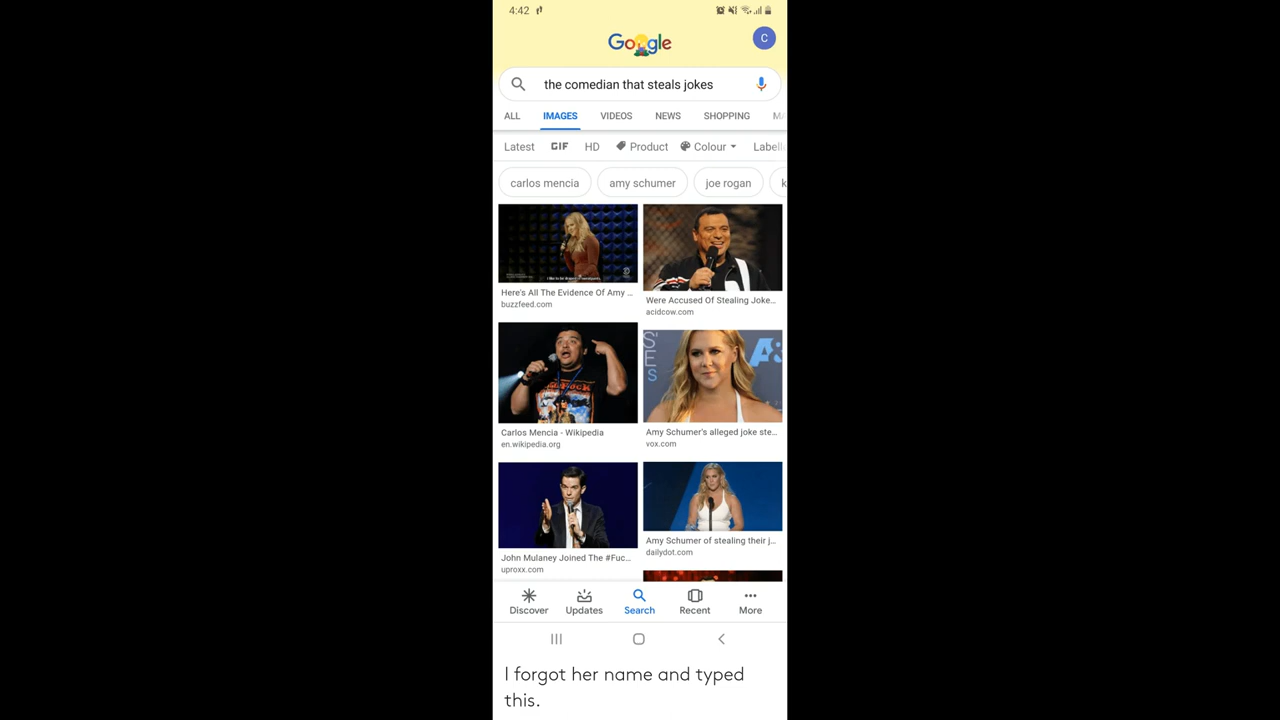 4:42
Google
C
the comedian that steals jokes
ALL IMAGES VIDEOS NEWS SHOPPING
Latest GIF HD Product Colour
carlos mencia amy schumer joe rogan k
Here's All The Evidence Of Amy ...
buzzfeed.com
Were Accused Of Stealing Joke...
acidcow.com
Carlos Mencia - Wikipedia
en.wikipedia.org
Amy Schumer's alleged joke ste...
vox.com
John Mulaney Joined The #Fuc...
uproxx.com
Amy Schumer of stealing their j...
dailydot.com
Discover Updates Search Recent More
I forgot her name and typed
this.